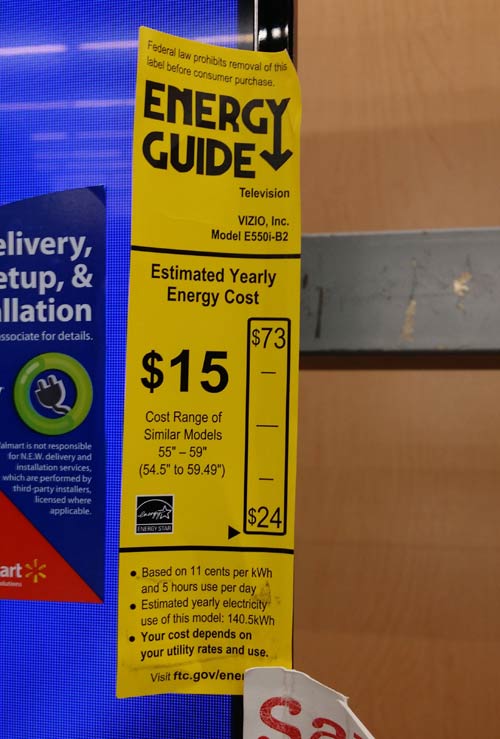 Federal law prohibits removal of this
label before consumer purchase.
ENERGY
GUIDE
Television
VIZIO, Inc.
Model E550i-B2
Estimated Yearly
Energy Cost
$73
$15
Cost Range of
Similar Models
55" – 59"
(54.5" to 59.49")
$24
ENERGY STAR
• Based on 11 cents per kWh
and 5 hours use per day
• Estimated yearly electricity
use of this model: 140.5kWh
• Your cost depends on
your utility rates and use.
Visit ftc.gov/ener
elivery,
etup, &
llation
ssociate for details.
almart is not responsible
for N.E.W. delivery and
installation services,
which are performed by
third-party installers,
licensed where
applicable.
art
Sa